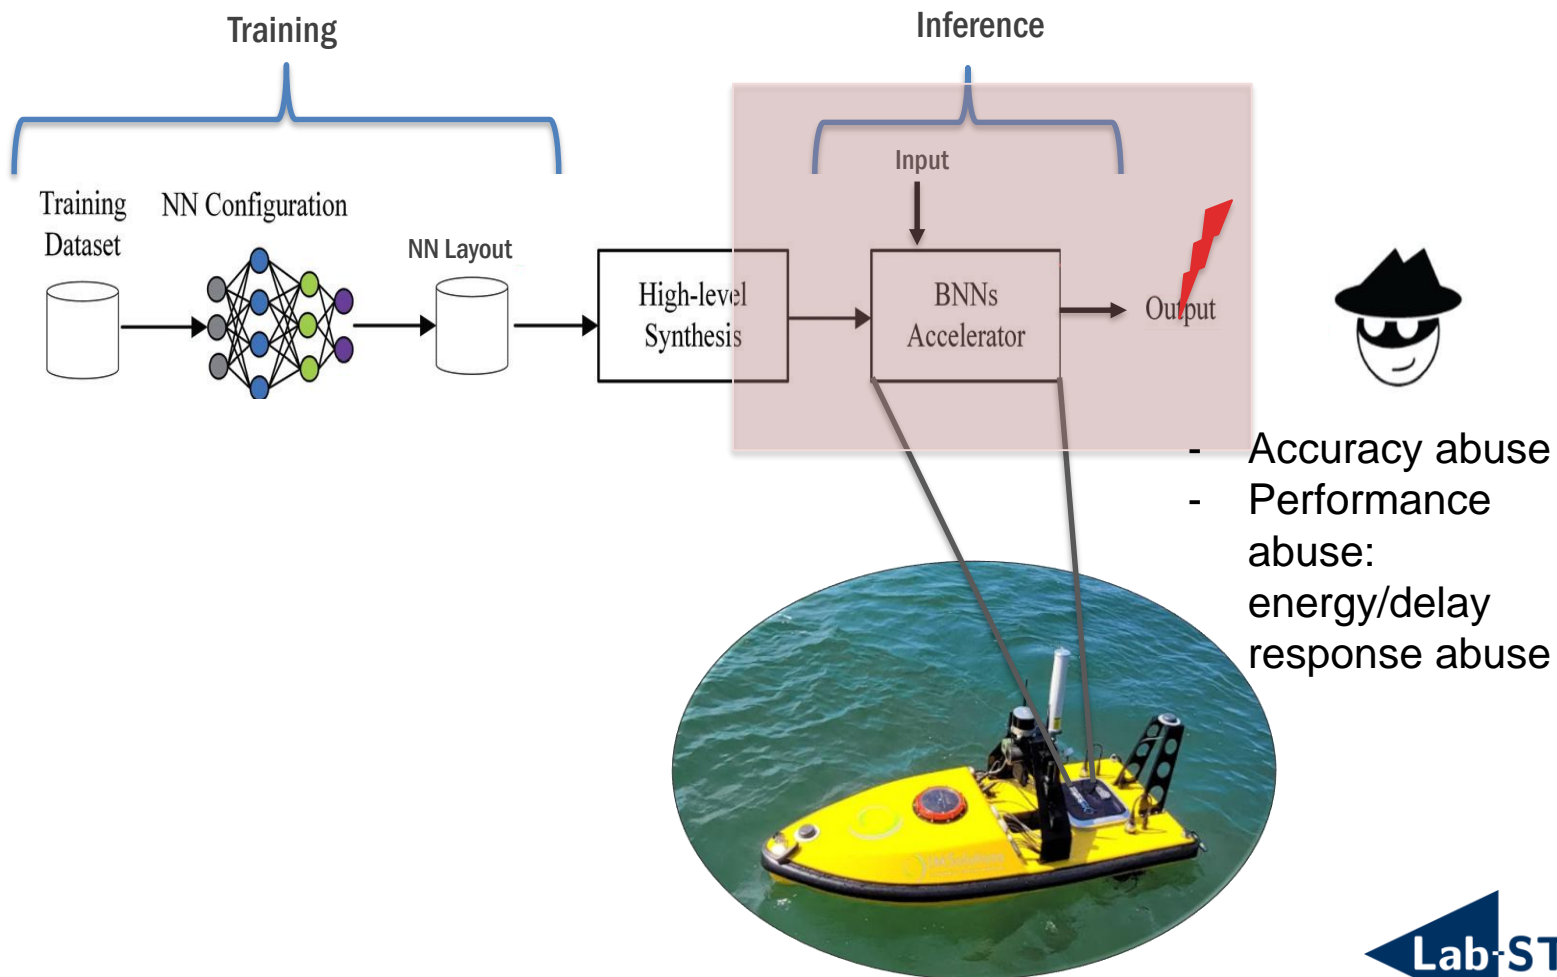 Training
Inference
Input
Training
Dataset
NN Configuration
NN Layout
High-level
Synthesis
BNNs
Accelerator
Output
- Accuracy abuse
- Performance
abuse:
energy/delay
response abuse
Lab-ST